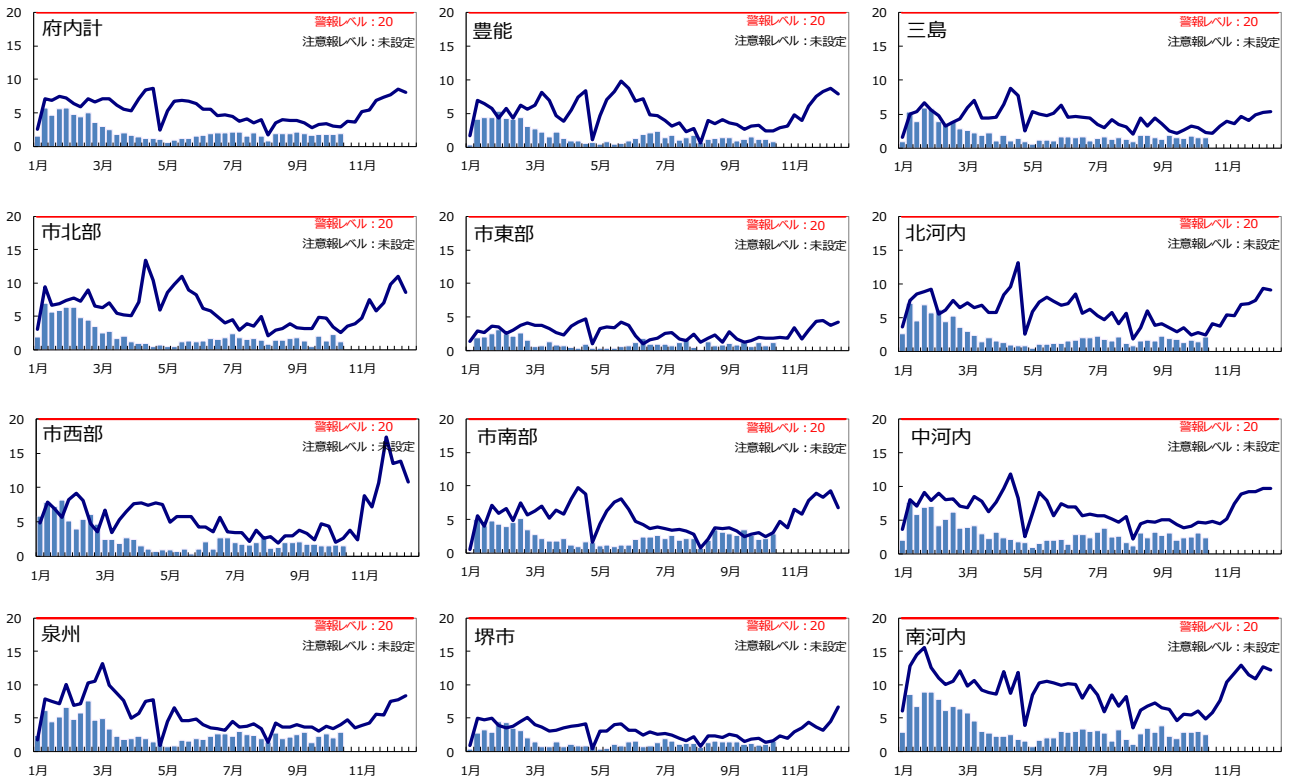 府内計
警報レベル：20
注意報レベル：未設定
20
15
10
5
0
1月 3月 5月 7月 9月 11月
豊能
警報レベル：20
注意報レベル：未設定
20
15
10
5
0
1月 3月 5月 7月 9月 11月
三島
警報レベル：20
注意報レベル：未設定
20
15
10
5
0
1月 3月 5月 7月 9月 11月
市北部
警報レベル：20
注意報レベル：未設定
20
15
10
5
0
1月 3月 5月 7月 9月 11月
市東部
警報レベル：20
注意報レベル：未設定
20
15
10
5
0
1月 3月 5月 7月 9月 11月
北河内
警報レベル：20
注意報レベル：未設定
20
15
10
5
0
1月 3月 5月 7月 9月 11月
市西部
警報レベル：20
注意報レベル：未設定
20
15
10
5
0
1月 3月 5月 7月 9月 11月
市南部
警報レベル：20
注意報レベル：未設定
20
15
10
5
0
1月 3月 5月 7月 9月 11月
中河内
警報レベル：20
注意報レベル：未設定
20
15
10
5
0
1月 3月 5月 7月 9月 11月
泉州
警報レベル：20
注意報レベル：未設定
20
15
10
5
0
1月 3月 5月 7月 9月 11月
堺市
警報レベル：20
注意報レベル：未設定
20
15
10
5
0
1月 3月 5月 7月 9月 11月
南河内
警報レベル：20
注意報レベル：未設定
20
15
10
5
0
1月 3月 5月 7月 9月 11月